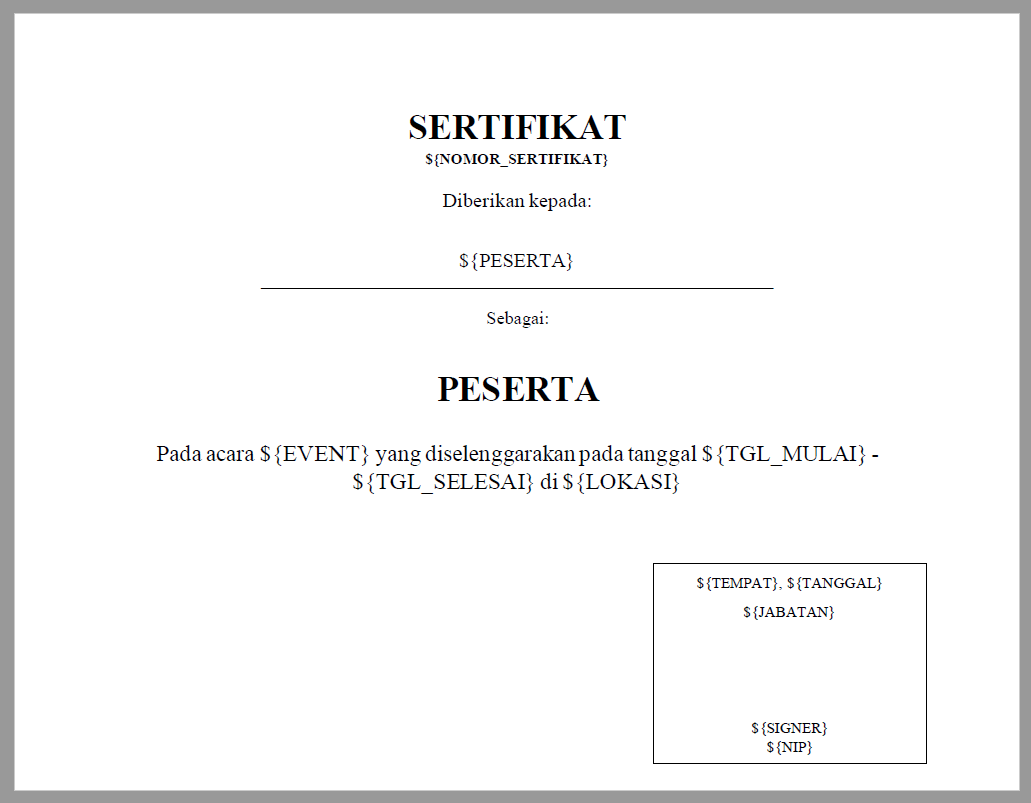 SERTIFIKAT
${NOMOR_SERTIFIKAT}
Diberikan kepada:
${PESERTA}
Sebagai:
PESERTA
Pada acara ${EVENT} yang diselenggarakan pada tanggal ${TGL_MULAI} -
${TGL_SELESAI} di ${LOKASI}
${TEMPAT}, ${TANGGAL}
${JABATAN}
${SIGNER}
${NIP}